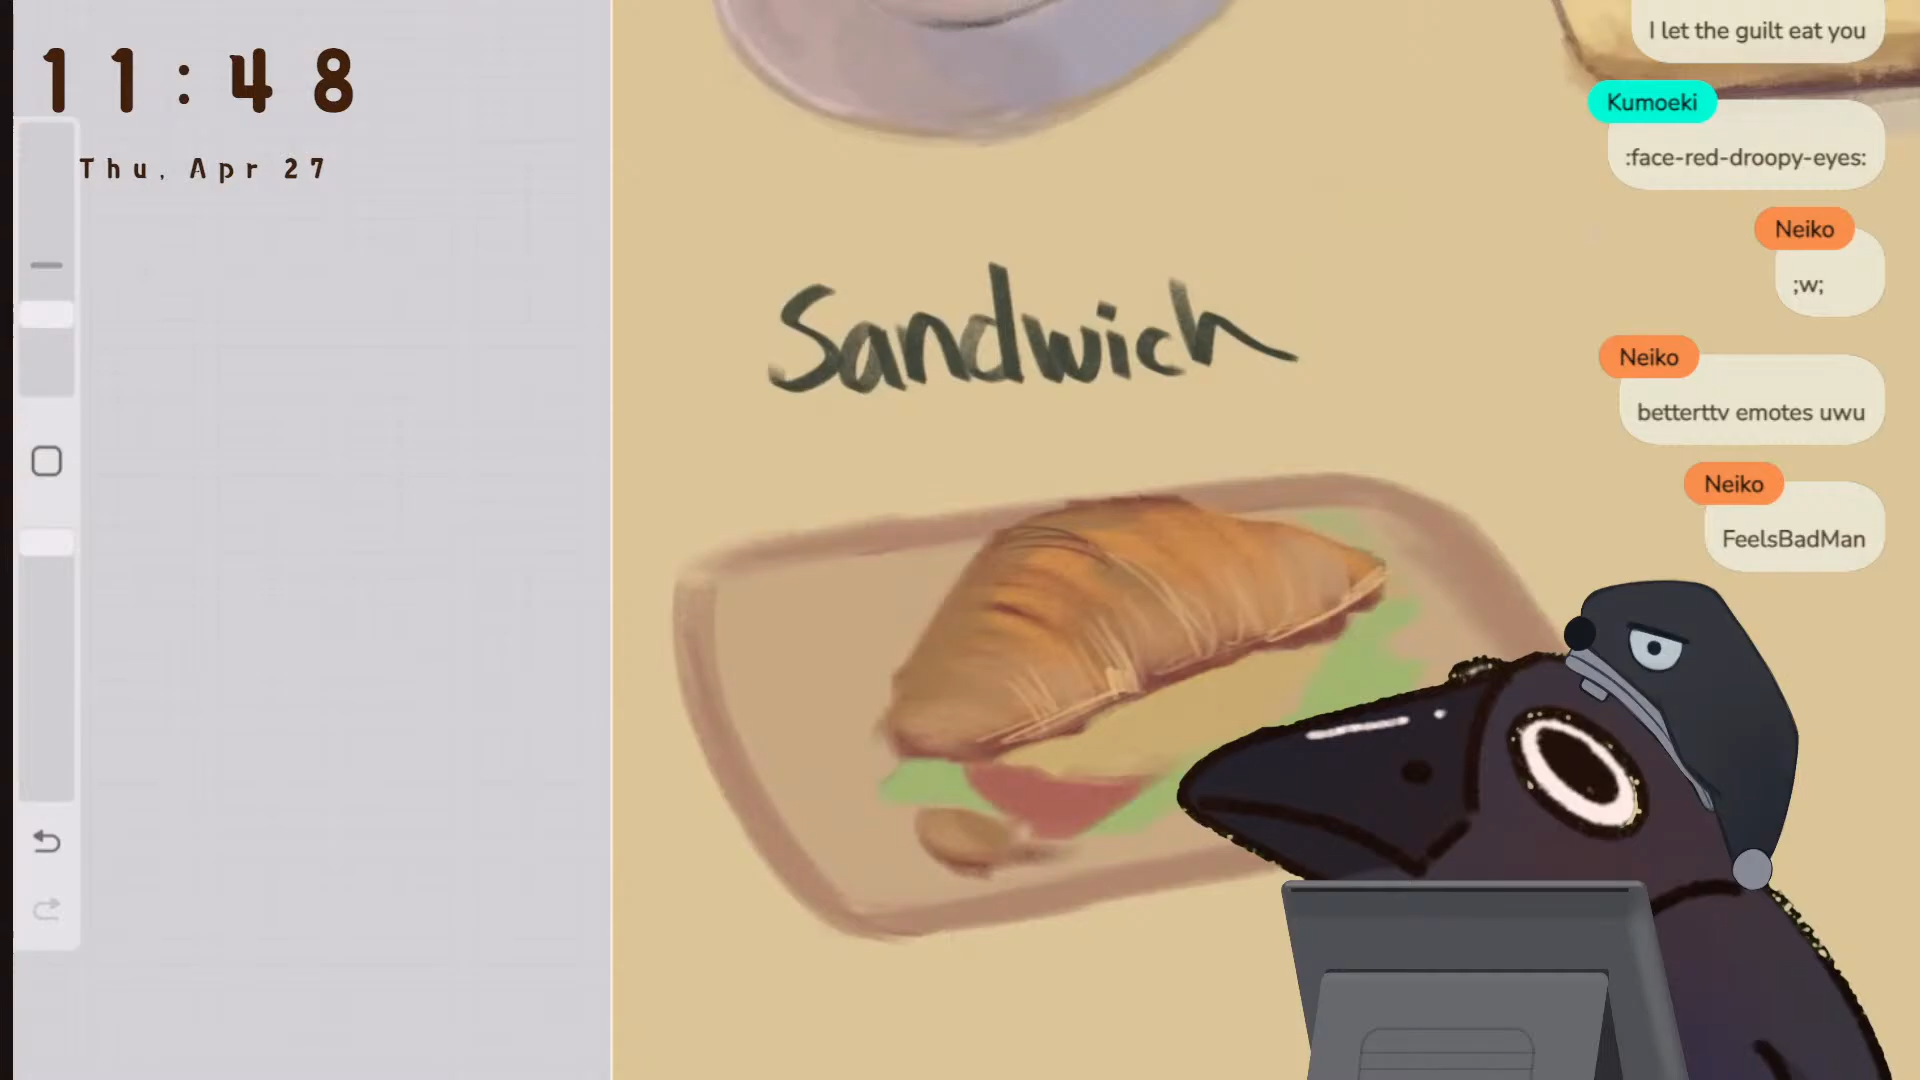 11:48
Thu, Apr 27
Sandwich
I let the guilt eat you
Kumoeki
:face-red-droopy-eyes:
Neiko
;w;
Neiko
betterttv emotes uwu
Neiko
FeelsBadMan